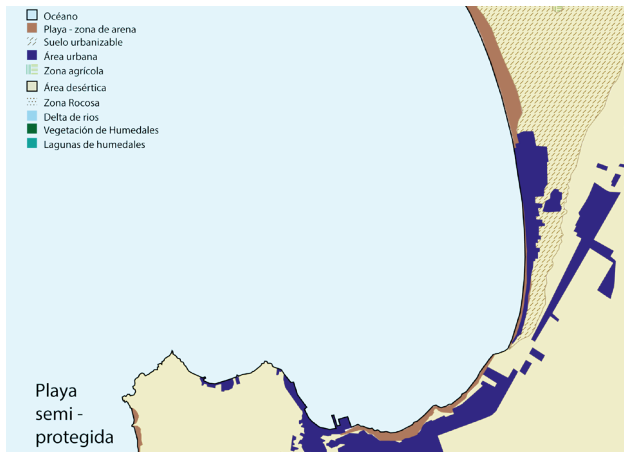 Océano
Playa - zona de arena
Suelo urbanizable
Área urbana
Zona agrícola
Área desértica
Zona Rocosa
Delta de rios
Vegetación de Humedales
Lagunas de humedales
Playa
semi -
protegida